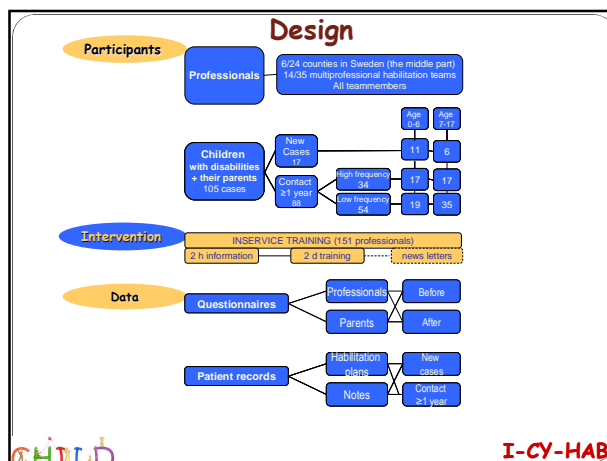 Design
Participants
Professionals
6/24 counties in Sweden (the middle part)
14/35 multiprofessional habilitation teams
All teammembers
Age
0-6
Age
7-17
Children
with disabilities
+ their parents
105 cases
New
Cases
17
11
6
Contact
≥1 year
88
High frequency
34
17
17
Low frequency
54
19
35
Intervention
INSERVICE TRAINING (151 professionals)
2 h information
2 d training
news letters
Data
Questionnaires
Professionals
Before
Parents
After
Patient records
Habilitation
plans
New
cases
Notes
Contact
≥1 year
CHILD
I-CY-HAB